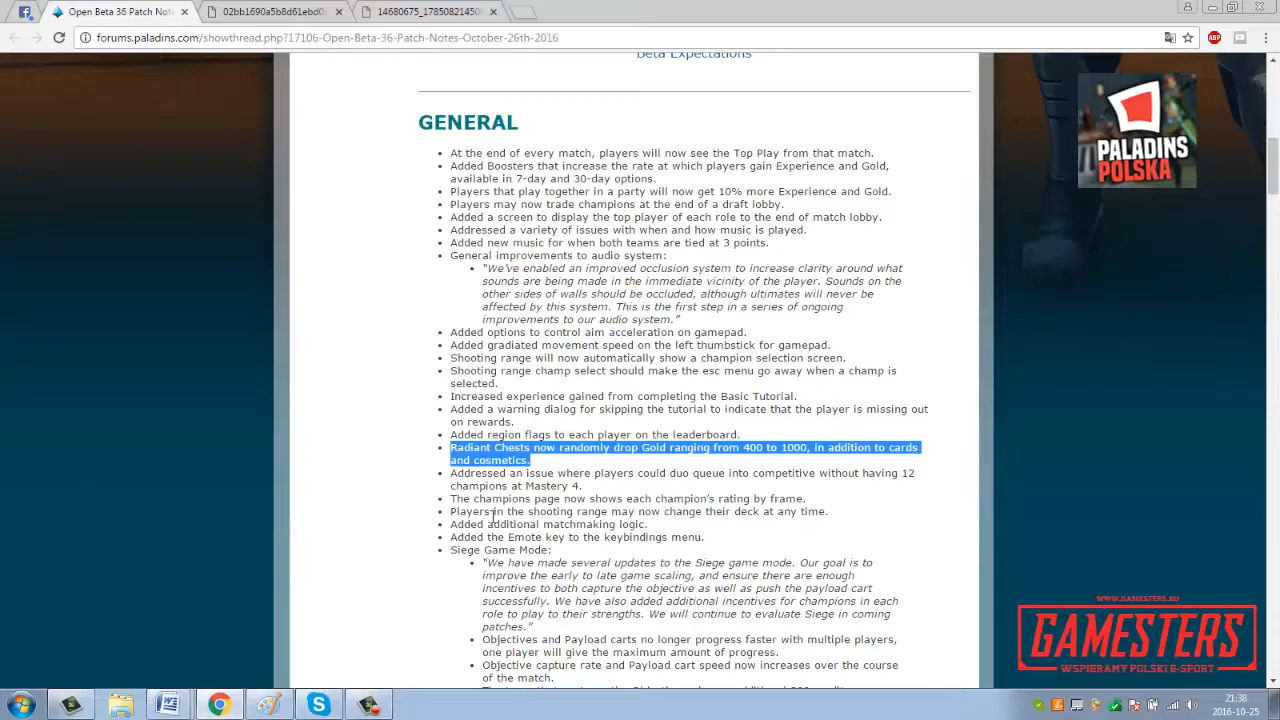 Open Beta 36 Patch Notes
02bb1690a5b8d61ebd0
14680675_17850821450
forums.paladins.com/showthread.php?17106-Open-Beta-36-Patch-Notes-October-26th-2016
ABP
Beta Expectations
GENERAL
• At the end of every match, players will now see the Top Play from that match.
• Added Boosters that increase the rate at which players gain Experience and Gold,
available in 7-day and 30-day options.
• Players that play together in a party will now get 10% more Experience and Gold.
• Players may now trade champions at the end of a draft lobby.
• Added a screen to display the top player of each role to the end of match lobby.
• Addressed a variety of issues with when and how music is played.
• Added new music for when both teams are tied at 3 points.
• General improvements to audio system:
• "We've enabled an improved occlusion system to increase clarity around what
sounds are being made in the immediate vicinity of the player. Sounds on the
other sides of walls should be occluded, although ultimates will never be
affected by this system. This is the first step in a series of ongoing
improvements to our audio system."
• Added options to control aim acceleration on gamepad.
• Added gradiated movement speed on the left thumbstick for gamepad.
• Shooting range will now automatically show a champion selection screen.
• Shooting range champ select should make the esc menu go away when a champ is
selected.
• Increased experience gained from completing the Basic Tutorial.
• Added a warning dialog for skipping the tutorial to indicate that the player is missing out
on rewards.
• Added region flags to each player on the leaderboard.
• Radiant Chests now randomly drop Gold ranging from 400 to 1000, in addition to cards
and cosmetics.
• Addressed an issue where players could duo queue into competitive without having 12
champions at Mastery 4.
• The champions page now shows each champion's rating by frame.
• Players in the shooting range may now change their deck at any time.
• Added additional matchmaking logic.
• Added the Emote key to the keybindings menu.
• Siege Game Mode:
• "We have made several updates to the Siege game mode. Our goal is to
improve the early to late game scaling, and ensure there are enough
incentives to both capture the objective as well as push the payload cart
successfully. We have also added additional incentives for champions in each
role to play to their strengths. We will continue to evaluate Siege in coming
patches."
• Objectives and Payload carts no longer progress faster with multiple players,
one player will give the maximum amount of progress.
• Objective capture rate and Payload cart speed now increases over the course
of the match.
PALADINS
POLSKA
WWW.GAMESTERS.EU
GAMESTERS
WSPIERAMY POLSKI E-SPORT
21:38
2016-10-25